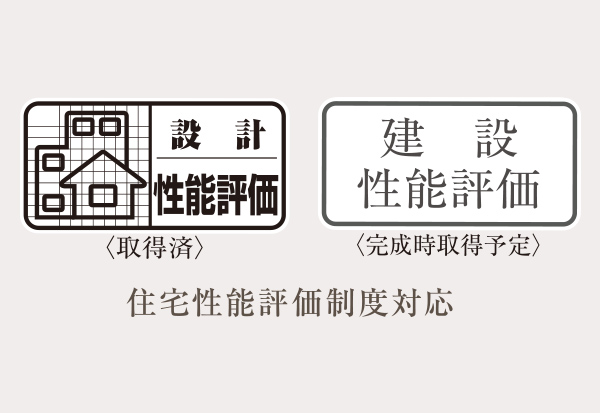 設 計
性能評価
〈取得済〉
建 設
性能評価
〈完成時取得予定〉
住宅性能評価制度対応